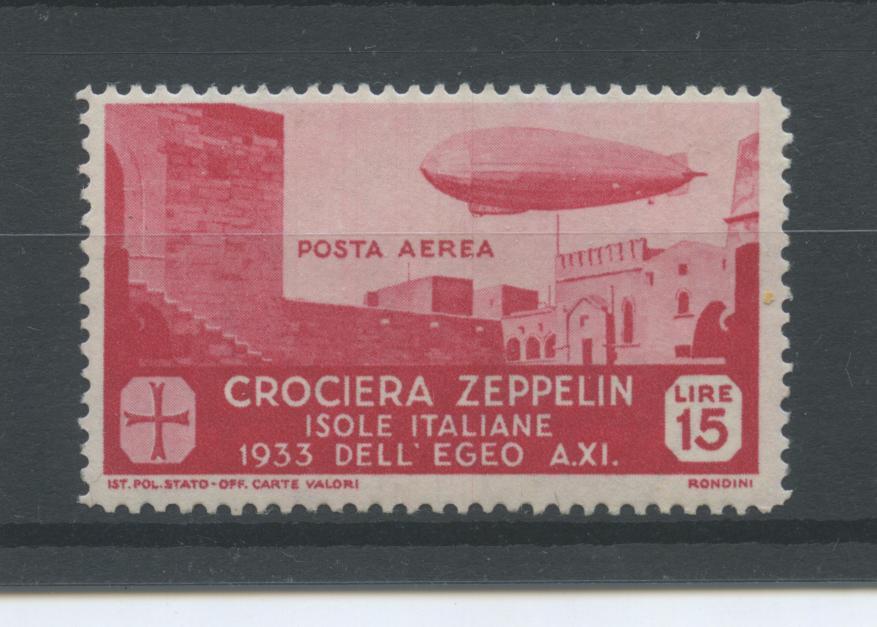 POSTA AEREA
CROCIERA ZEPPELIN
ISOLE ITALIANE
1933 DELL' EGEO A.XI.
LIRE
15
IST. POL. STATO - OFF. CARTE VALORI
RONDINI